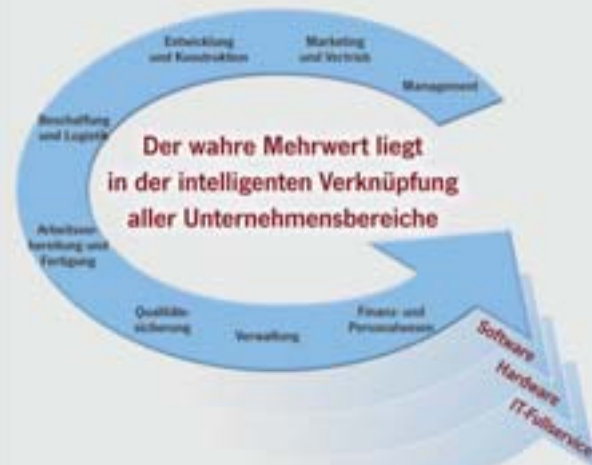 Entwicklung
und Konstruktion
Marketing
und Vertrieb
Management
Beschaffung
und Logistik
Der wahre Mehrwert liegt
in der intelligenten Verknüpfung
aller Unternehmensbereiche
Arbeitsvor-
bereitung und
Fertigung
Qualitäts-
sicherung
Verwaltung
Finanz- und
Personalwesen
Software
Hardware
IT-Fullservice